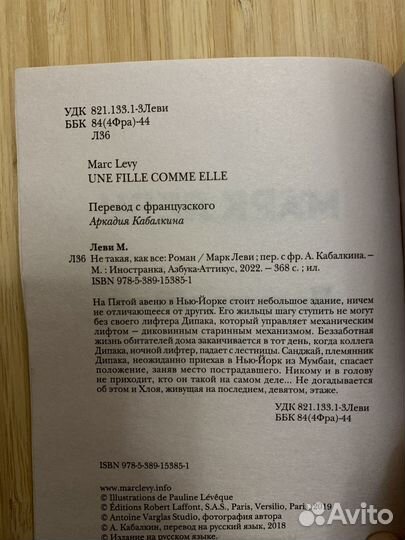 УДК 821.133.1-3Леви
ББК 84(4Фра)-44
Л36
Marc Levy
UNE FILLE COMME ELLE
Перевод с французского
Аркадия Кабалкина
Леви М.
Л36 Не такая, как все: Роман / Марк Леви; пер. с фр. А. Кабалкина. –
М. : Иностранка, Азбука-Аттикус, 2022. – 368 с. ; ил.
ISBN 978-5-389-15385-1
На Пятой авеню в Нью-Йорке стоит небольшое здание, ничем
не отличающееся от других. Его жильцы шагу ступить не могут
без своего лифтера Дипака, который управляет механическим
лифтом – диковинным старинным механизмом. Беззаботная
жизнь обитателей дома заканчивается в тот день, когда коллега
Дипака, ночной лифтер, падает с лестницы. Санджай, племянник
Дипака, неожиданно приехав в Нью-Йорк из Мумбаи, спасает
положение, заняв место пострадавшего. Никому и в голову
не приходит, кто он такой на самом деле... Не догадывается
об этом и Хлоя, живущая на последнем, девятом, этаже.
УДК 821.133.1-3Леви
ББК 84(4Фра)-44
ISBN 978-5-389-15385-1
www.marclevy.info
© Illustrations de Pauline Lévêque
© Éditions Robert Laffont, S.A.S., Paris, Versilio, Paris, 2019
© Antoine Varglas Studio, фотография автора
© А. Кабалкин, перевод на русский язык, 2018
© Издание на русском языке.
Avito